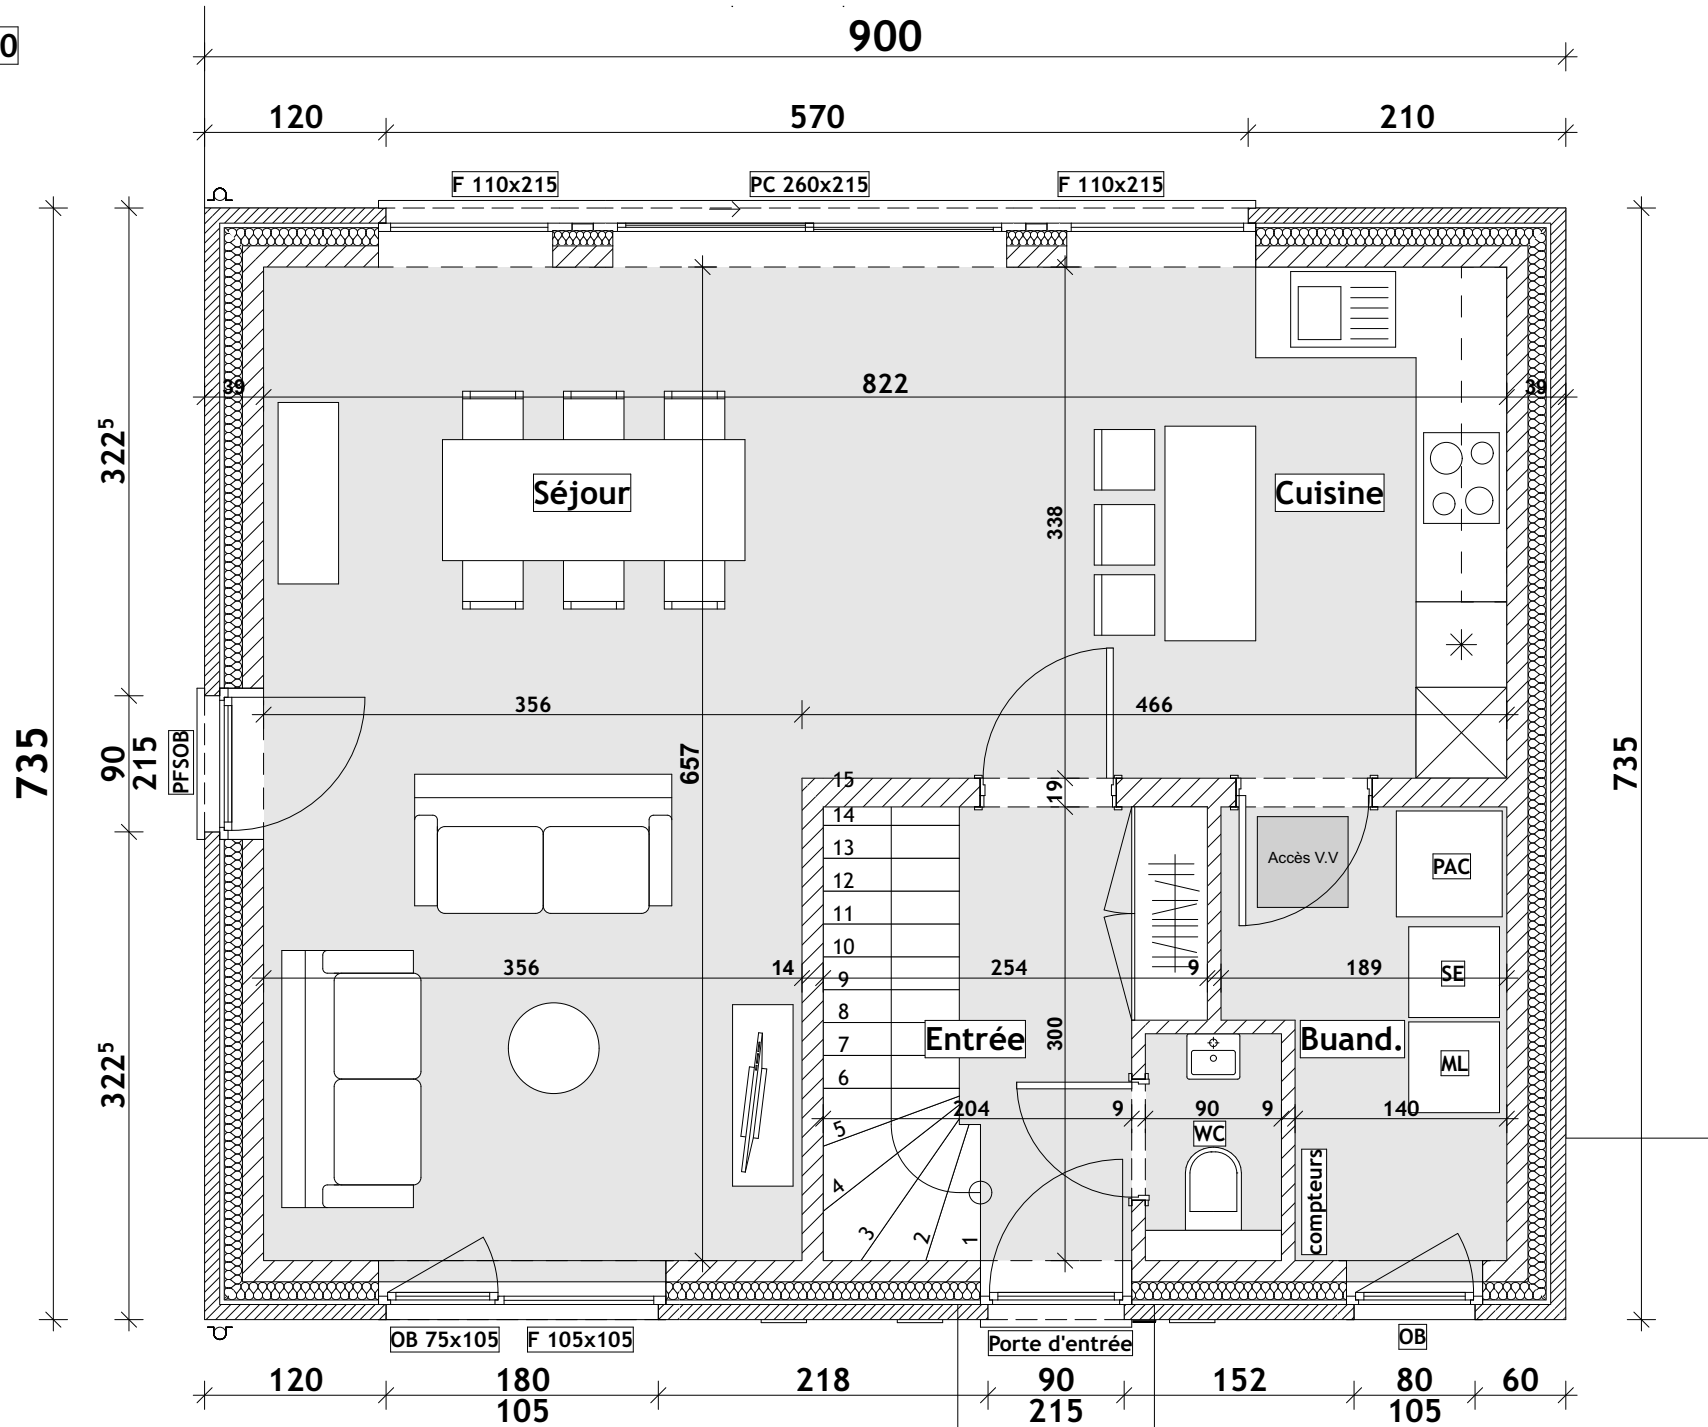 0
900
120 570 210
F 110x215 PC 260x215 F 110x215
39 822 39
322⁵
Séjour
Cuisine
338
356 466
735
90
215
PFSOB
657
735
15
19
14
13
12
11
10
9
8
7
6
5
4
3
2
1
Accès V.V
PAC
356 14 254 9 189
SE
Entrée
300
Buand.
ML
322⁵
204 9 90 9 140
WC
compteurs
OB 75x105 F 105x105 Porte d'entrée OB
120 180 218 90 152 80 60
105 215 105